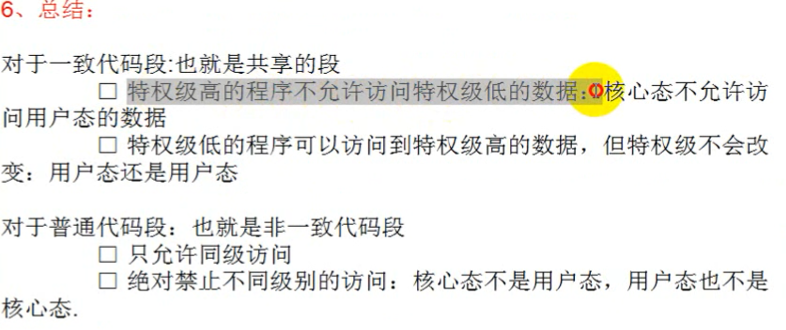 6、总结:
对于一致代码段:也就是共享的段
□ 特权级高的程序不允许访问特权级低的数据:核心态不允许访
问用户态的数据
□ 特权级低的程序可以访问到特权级高的数据，但特权级不会改
变：用户态还是用户态
对于普通代码段：也就是非一致代码段
□ 只允许同级访问
□ 绝对禁止不同级别的访问：核心态不是用户态，用户态也不是
核心态.